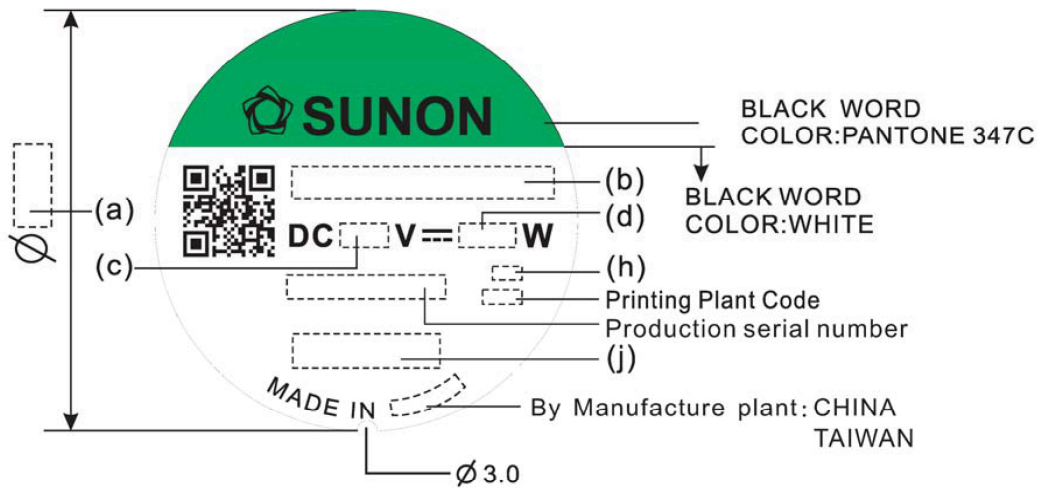 SUNON
BLACK WORD
COLOR:PANTONE 347C
(b)
BLACK WORD
COLOR:WHITE
(a)
Ø
DC V W
(d)
(c)
(h)
Printing Plant Code
Production serial number
(j)
MADE IN
By Manufacture plant: CHINA
TAIWAN
Ø 3.0